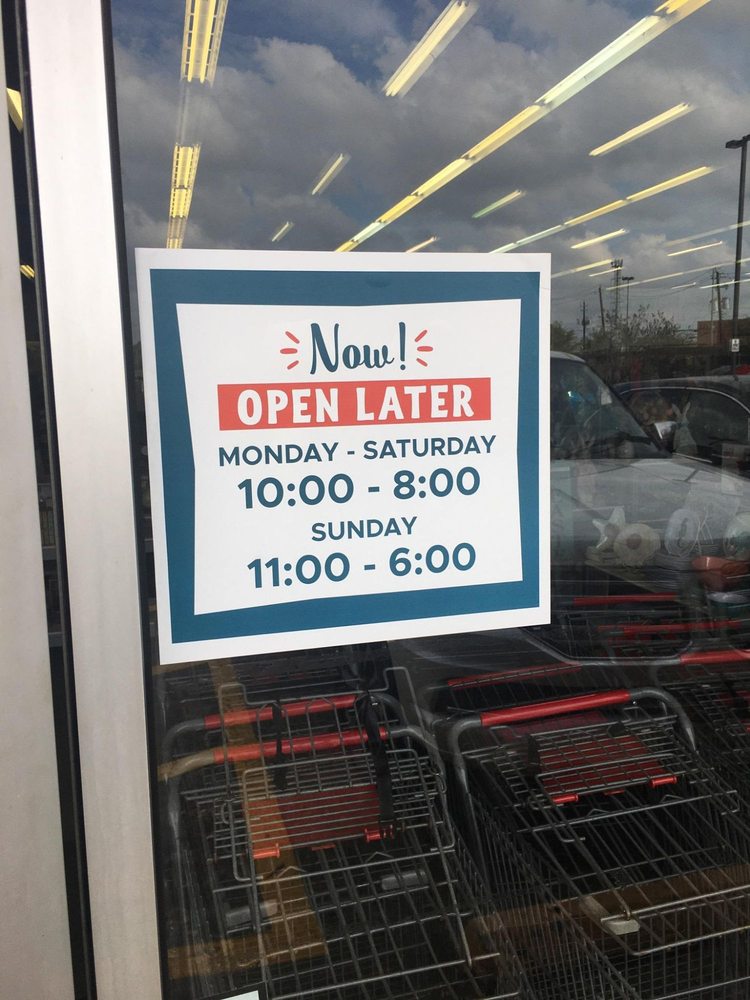 Now!
OPEN LATER
MONDAY - SATURDAY
10:00 - 8:00
SUNDAY
11:00 - 6:00